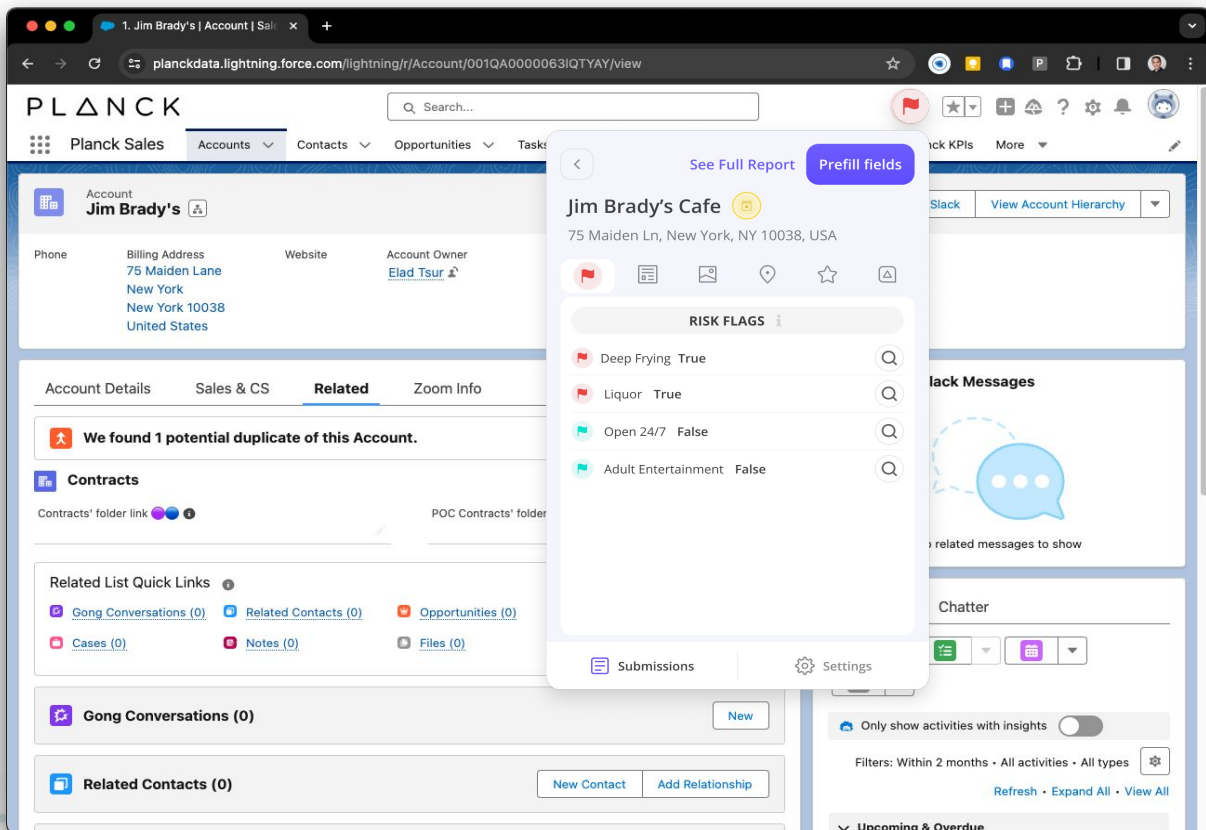 1. Jim Brady's | Account | Sale
planckdata.lightning.force.com/lightning/r/Account/001QA0000063IQTYAY/view
P
PLANCK
Search...
Planck Sales
Accounts
Contacts
Opportunities
Tasks
nck KPIs
More
Account
Jim Brady's
Slack
View Account Hierarchy
Phone
Billing Address
75 Maiden Lane
New York
New York 10038
United States
Website
Account Owner
Elad Tsur
See Full Report
Prefill fields
Jim Brady’s Cafe
75 Maiden Ln, New York, NY 10038, USA
RISK FLAGS
Deep Frying True
Liquor True
Open 24/7 False
Adult Entertainment False
Submissions
Settings
Account Details
Sales & CS
Related
Zoom Info
We found 1 potential duplicate of this Account.
Contracts
Contracts' folder link
POC Contracts' folder
Related List Quick Links
Gong Conversations (0)
Related Contacts (0)
Opportunities (0)
Cases (0)
Notes (0)
Files (0)
Gong Conversations (0)
New
Related Contacts (0)
New Contact
Add Relationship
lack Messages
related messages to show
Chatter
Only show activities with insights
Filters: Within 2 months • All activities • All types
Refresh • Expand All • View All
Upcoming & Overdue